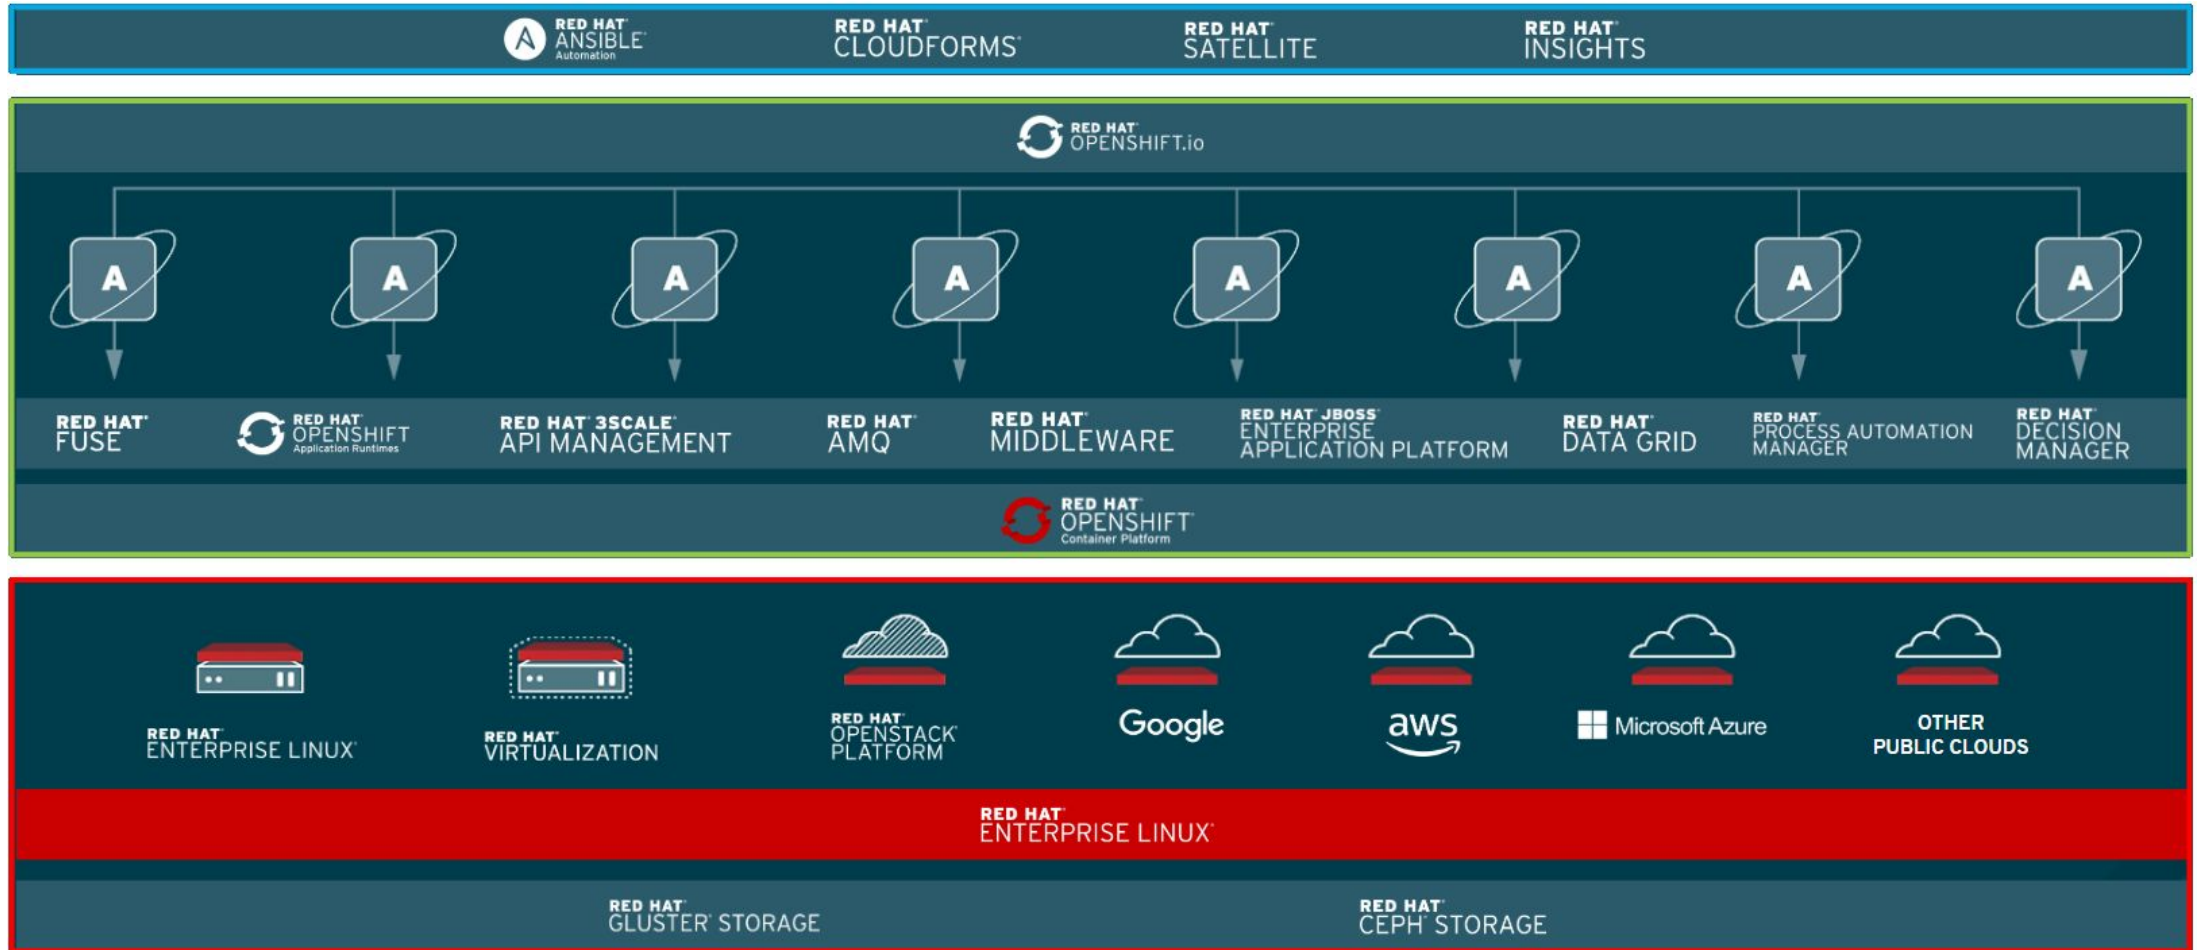 RED HAT
ANSIBLE
Automation
RED HAT
CLOUDFORMS
RED HAT
SATELLITE
RED HAT
INSIGHTS
RED HAT
OPENSHIFT.io
A A A A A A A A
RED HAT
FUSE
RED HAT
OPENSHIFT
Application Runtimes
RED HAT 3SCALE
API MANAGEMENT
RED HAT
AMQ
RED HAT
MIDDLEWARE
RED HAT JBOSS
ENTERPRISE
APPLICATION PLATFORM
RED HAT
DATA GRID
RED HAT
PROCESS AUTOMATION
MANAGER
RED HAT
DECISION
MANAGER
RED HAT
OPENSHIFT
Container Platform
RED HAT
ENTERPRISE LINUX
RED HAT
VIRTUALIZATION
RED HAT
OPENSTACK
PLATFORM
Google
aws
Microsoft Azure
OTHER
PUBLIC CLOUDS
RED HAT
ENTERPRISE LINUX
RED HAT
GLUSTER STORAGE
RED HAT
CEPH STORAGE